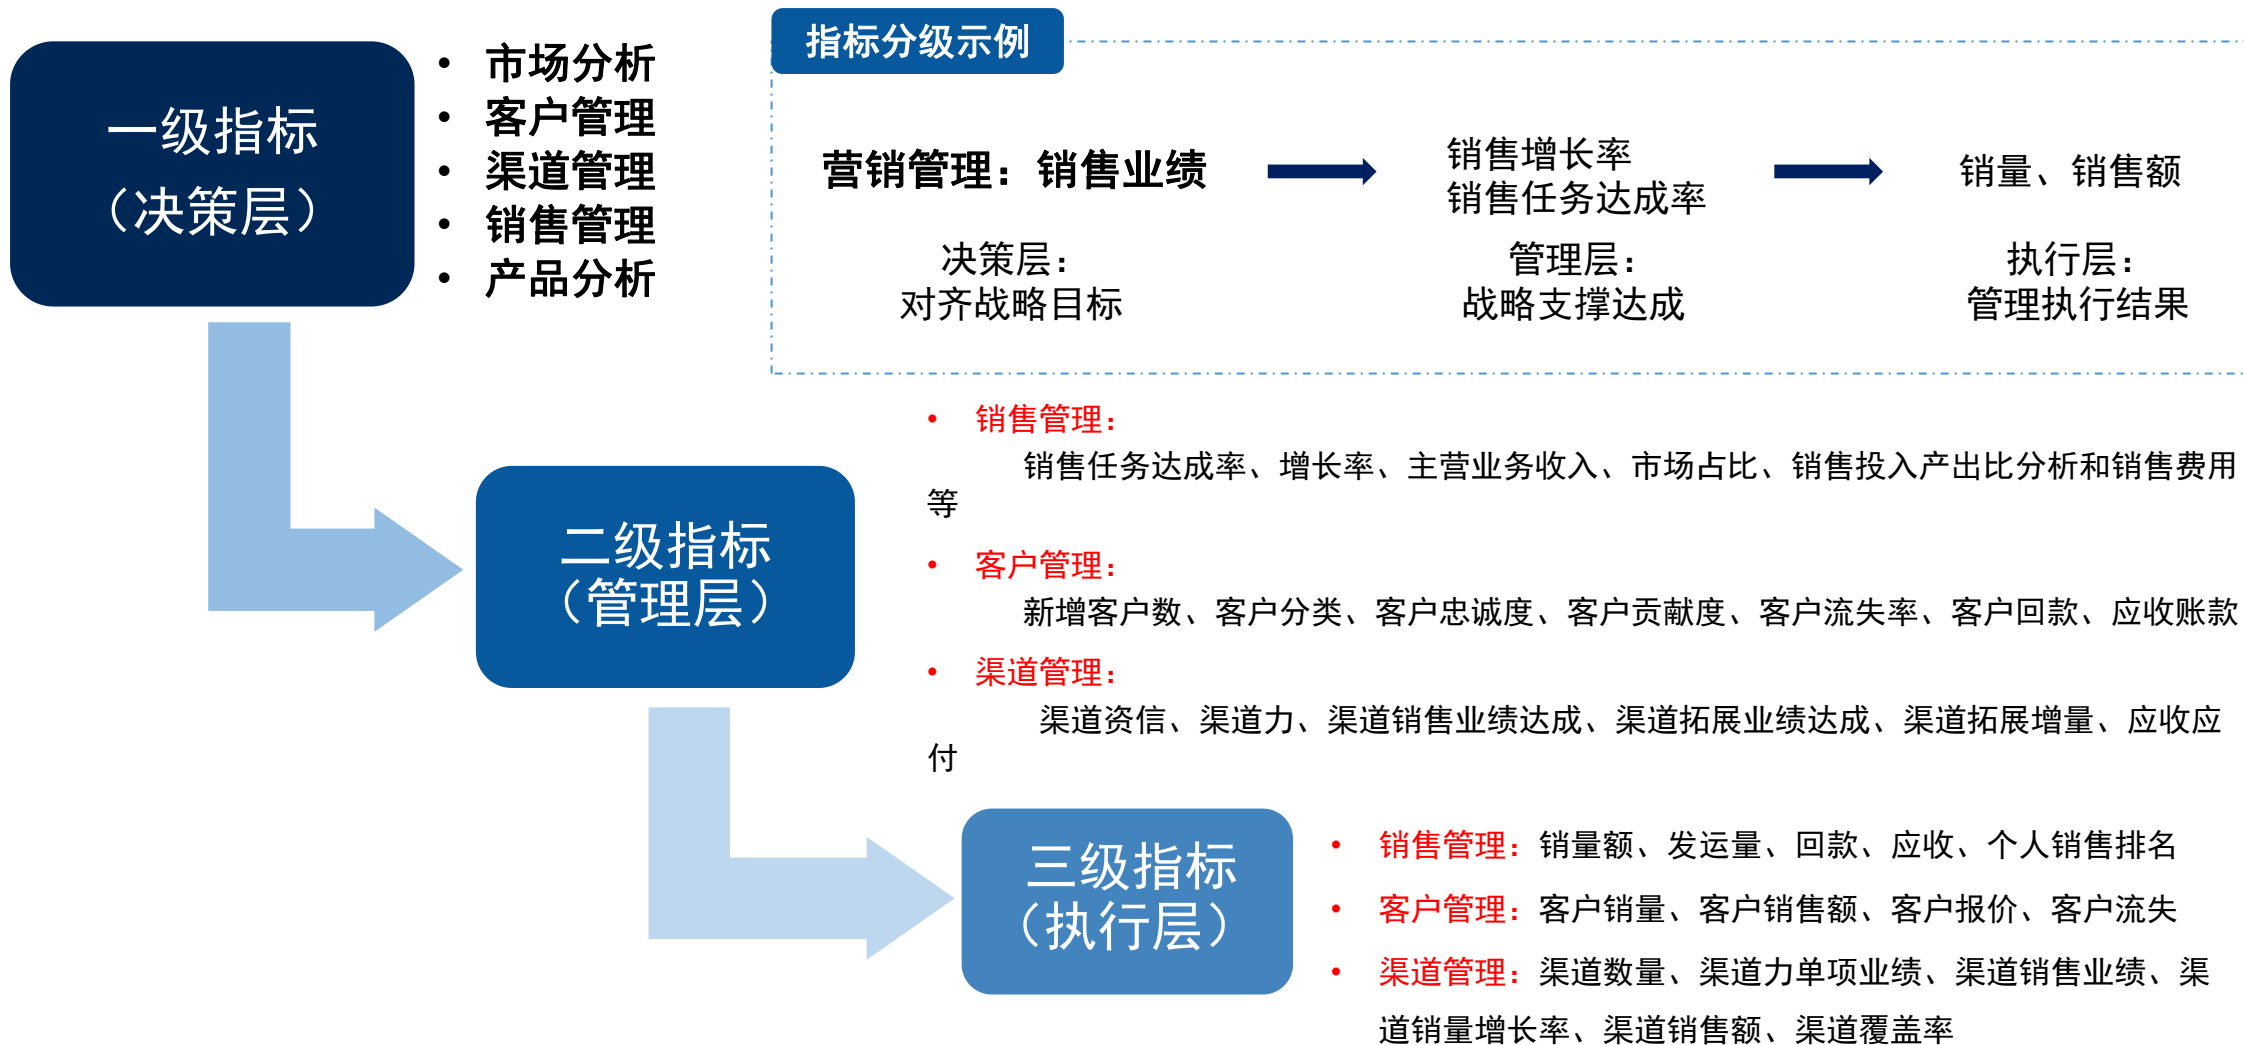 一级指标
（决策层）
• 市场分析
• 客户管理
• 渠道管理
• 销售管理
• 产品分析
指标分级示例
营销管理：销售业绩
销售增长率
销售任务达成率
销量、销售额
决策层：
对齐战略目标
管理层：
战略支撑达成
执行层：
管理执行结果
二级指标
（管理层）
• 销售管理：
销售任务达成率、增长率、主营业务收入、市场占比、销售投入产出比分析和销售费用
等
• 客户管理：
新增客户数、客户分类、客户忠诚度、客户贡献度、客户流失率、客户回款、应收账款
• 渠道管理：
渠道资信、渠道力、渠道销售业绩达成、渠道拓展业绩达成、渠道拓展增量、应收应
付
三级指标
（执行层）
• 销售管理：销量额、发运量、回款、应收、个人销售排名
• 客户管理：客户销量、客户销售额、客户报价、客户流失
• 渠道管理：渠道数量、渠道力单项业绩、渠道销售业绩、渠
道销量增长率、渠道销售额、渠道覆盖率